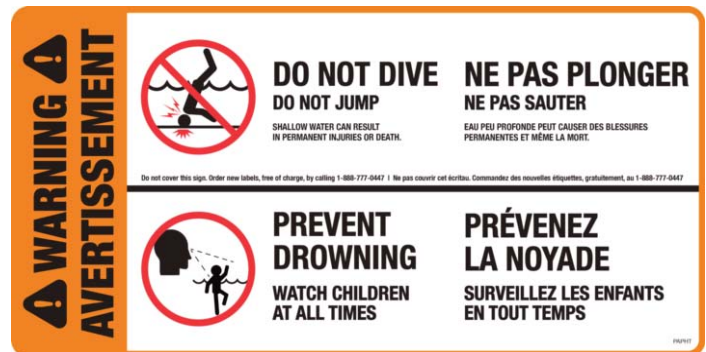 WARNING
AVERTISSEMENT
DO NOT DIVE
DO NOT JUMP
SHALLOW WATER CAN RESULT
IN PERMANENT INJURIES OR DEATH.
NE PAS PLONGER
NE PAS SAUTER
EAU PEU PROFONDE PEUT CAUSER DES BLESSURES
PERMANENTES ET MÊME LA MORT.
Do not cover this sign. Order new labels, free of charge, by calling 1-888-777-0447 | Ne pas couvrir cet écritau. Commandez des nouvelles étiquettes, gratuitement, au 1-888-777-0447
PREVENT
DROWNING
WATCH CHILDREN
AT ALL TIMES
PRÉVENEZ
LA NOYADE
SURVEILLEZ LES ENFANTS
EN TOUT TEMPS
PAPHT